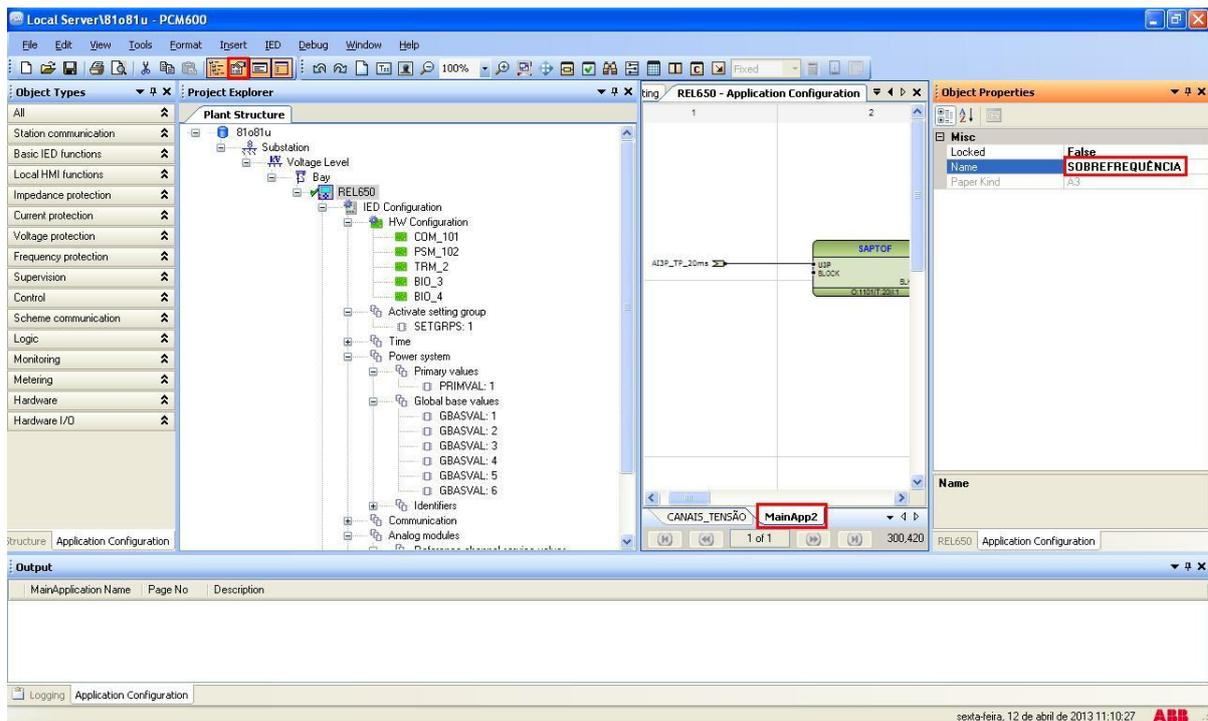 Local Server\81o81u - PCM600
File Edit View Tools Format Insert IED Debug Window Help
100% Fixed
Object Types
All
Station communication
Basic IED functions
Local HMI functions
Impedance protection
Current protection
Voltage protection
Frequency protection
Supervision
Control
Scheme communication
Logic
Monitoring
Metering
Hardware
Hardware I/O
tructure Application Configuration
Project Explorer
Plant Structure
81o81u
Substation
Voltage Level
Bay
REL650
IED Configuration
HW Configuration
COM_101
PSM_102
TRM_2
BIO_3
BIO_4
Activate setting group
SETGRPS: 1
Time
Power system
Primary values
PRIMVAL: 1
Global base values
GBASVAL: 1
GBASVAL: 2
GBASVAL: 3
GBASVAL: 4
GBASVAL: 5
GBASVAL: 6
Identifiers
Communication
Analog modules
Reference channel service values
ting REL650 - Application Configuration
1 2
SAPTOF
AI3P_TP_20ms
U3P
BLOCK
CANAIS_TENSÃO MainApp2
1 of 1 300,420
Object Properties
Misc
Locked False
Name SOBREFREQUÊNCIA
Paper Kind A3
Name
REL650 Application Configuration
Output
MainApplication Name Page No Description
Logging Application Configuration
sexta-feira, 12 de abril de 2013 11:10:27 ABB